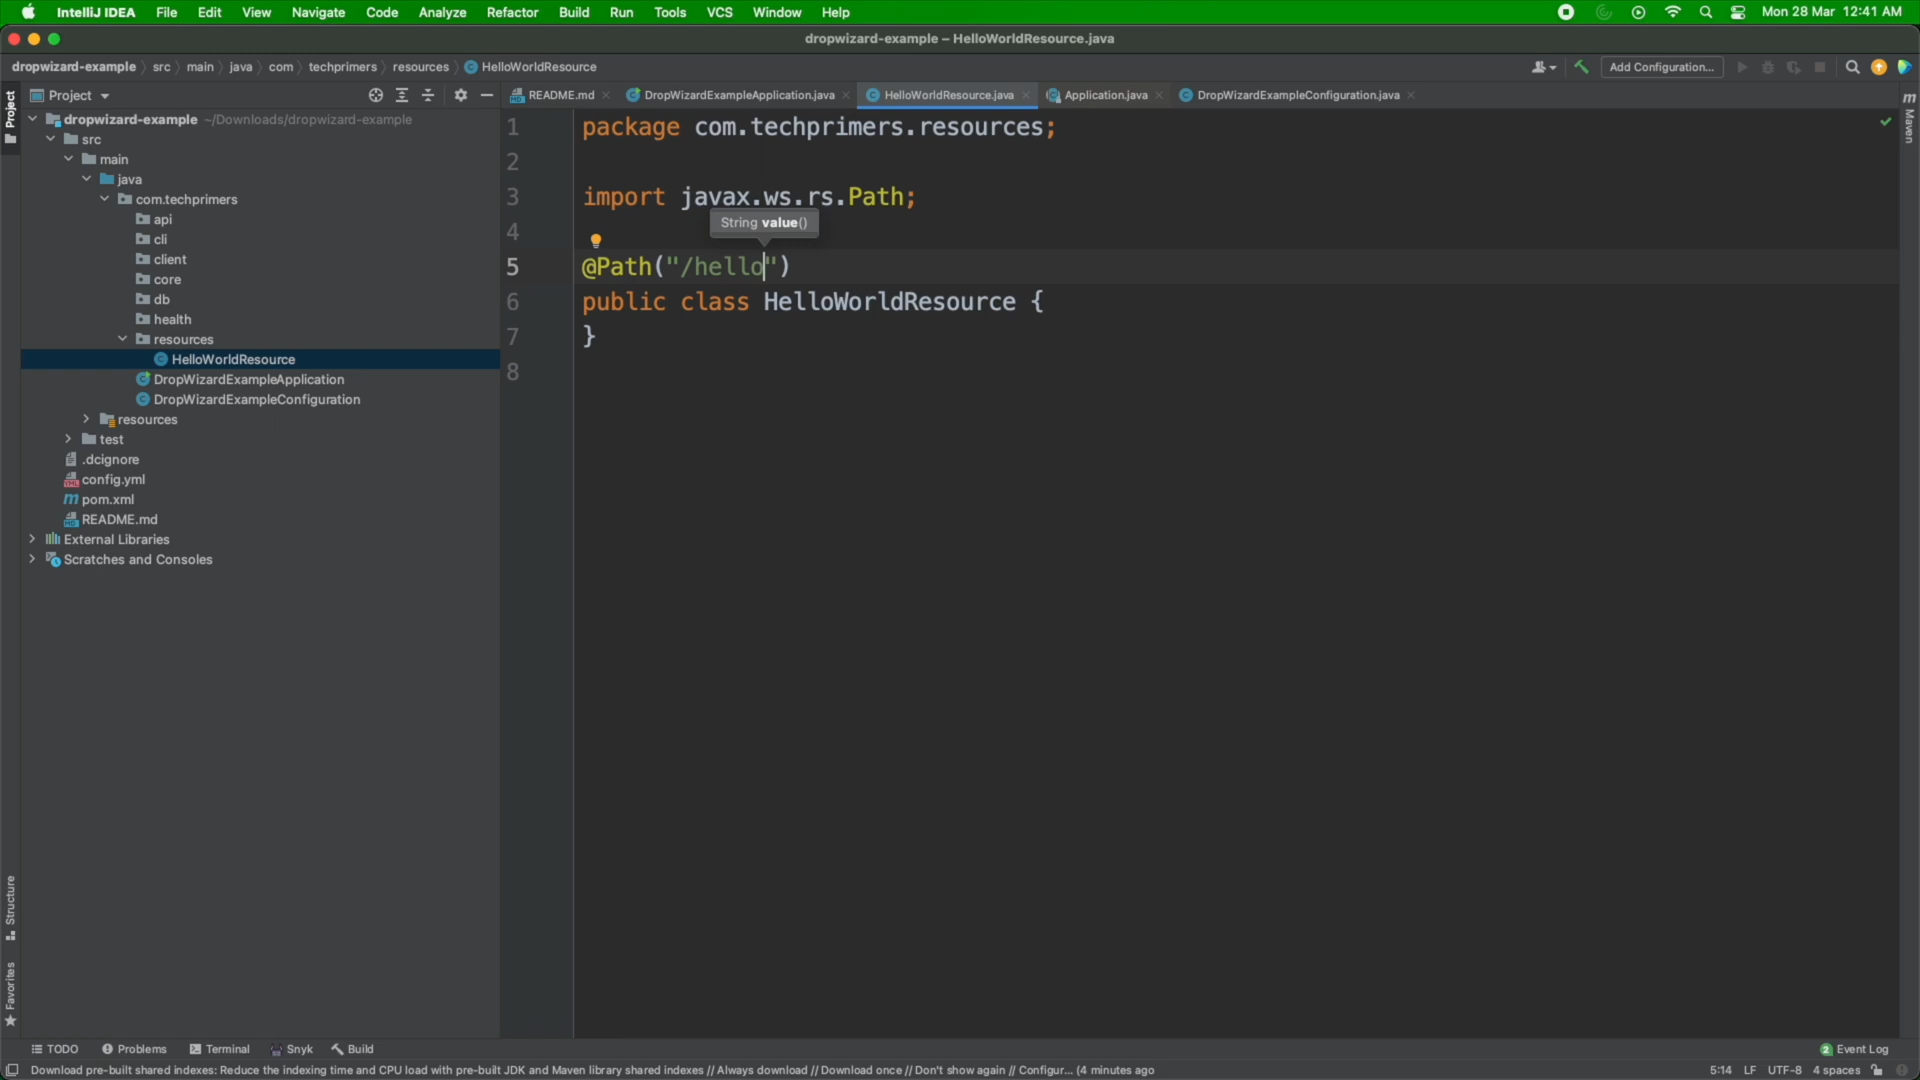 IntelliJ IDEA File Edit View Navigate Code Analyze Refactor Build Run Tools VCS Window Help Mon 28 Mar 12:41 AM
dropwizard-example – HelloWorldResource.java
dropwizard-example src main java com techprimers resources HelloWorldResource Add Configuration...
Project
README.md DropWizardExampleApplication.java HelloWorldResource.java Application.java DropWizardExampleConfiguration.java
Project
Maven
dropwizard-example ~/Downloads/dropwizard-example
src
main
java
com.techprimers
api
cli
client
core
db
health
resources
HelloWorldResource
DropWizardExampleApplication
DropWizardExampleConfiguration
resources
test
.dcignore
config.yml
pom.xml
README.md
External Libraries
Scratches and Consoles
1 package com.techprimers.resources;
2
3 import javax.ws.rs.Path;
String value()
4
5 @Path("/hello")
6 public class HelloWorldResource {
7 }
8
Structure
Favorites
TODO Problems Terminal Snyk Build 2 Event Log
Download pre-built shared indexes: Reduce the indexing time and CPU load with pre-built JDK and Maven library shared indexes // Always download // Download once // Don't show again // Configur... (4 minutes ago 5:14 LF UTF-8 4 spaces